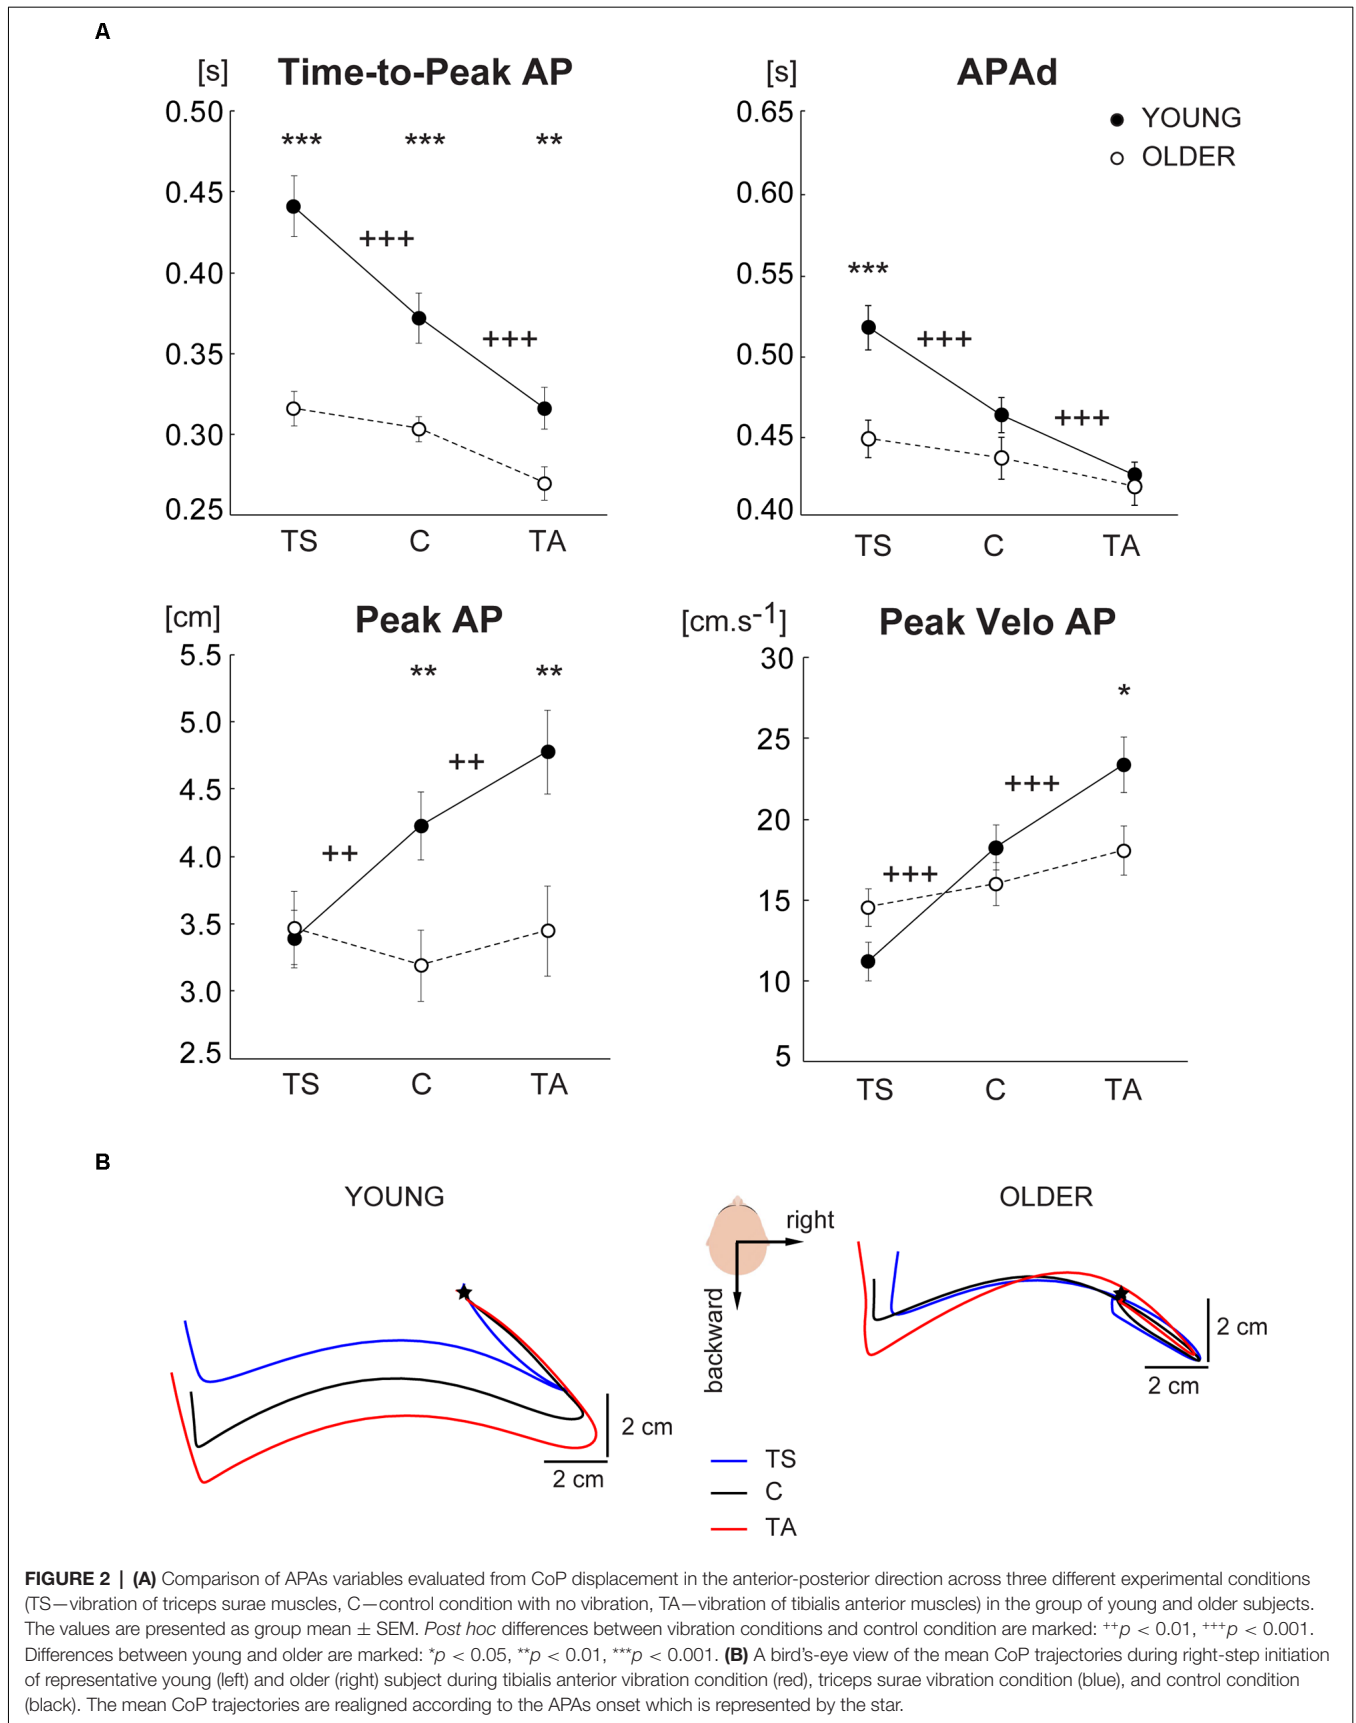 A
[s] Time-to-Peak AP
0.50
0.45
0.40
0.35
0.30
0.25
*** *** **
+++
+++
TS C TA
[s] APAd
0.65
0.60
0.55
0.50
0.45
0.40
YOUNG
OLDER
***
+++
+++
TS C TA
[cm] Peak AP
5.5
5.0
4.5
4.0
3.5
3.0
2.5
** **
++
++
TS C TA
[cm.s-1] Peak Velo AP
30
25
20
15
10
5
*
+++
+++
TS C TA
B
YOUNG
2 cm
2 cm
right
backward
OLDER
2 cm
2 cm
TS
C
TA
FIGURE 2 | (A) Comparison of APAs variables evaluated from CoP displacement in the anterior-posterior direction across three different experimental conditions
(TS—vibration of triceps surae muscles, C—control condition with no vibration, TA—vibration of tibialis anterior muscles) in the group of young and older subjects.
The values are presented as group mean ± SEM. Post hoc differences between vibration conditions and control condition are marked: ++p < 0.01, +++p < 0.001.
Differences between young and older are marked: *p < 0.05, **p < 0.01, ***p < 0.001. (B) A bird's-eye view of the mean CoP trajectories during right-step initiation
of representative young (left) and older (right) subject during tibialis anterior vibration condition (red), triceps surae vibration condition (blue), and control condition
(black). The mean CoP trajectories are realigned according to the APAs onset which is represented by the star.